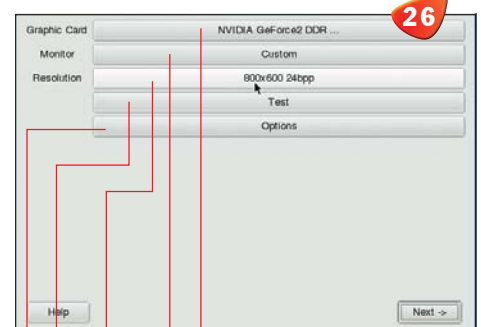 26
Graphic Card NVIDIA GeForce2 DDR ...
Monitor Custom
Resolution 800x600 24bpp
Test
Options
Help Next ->